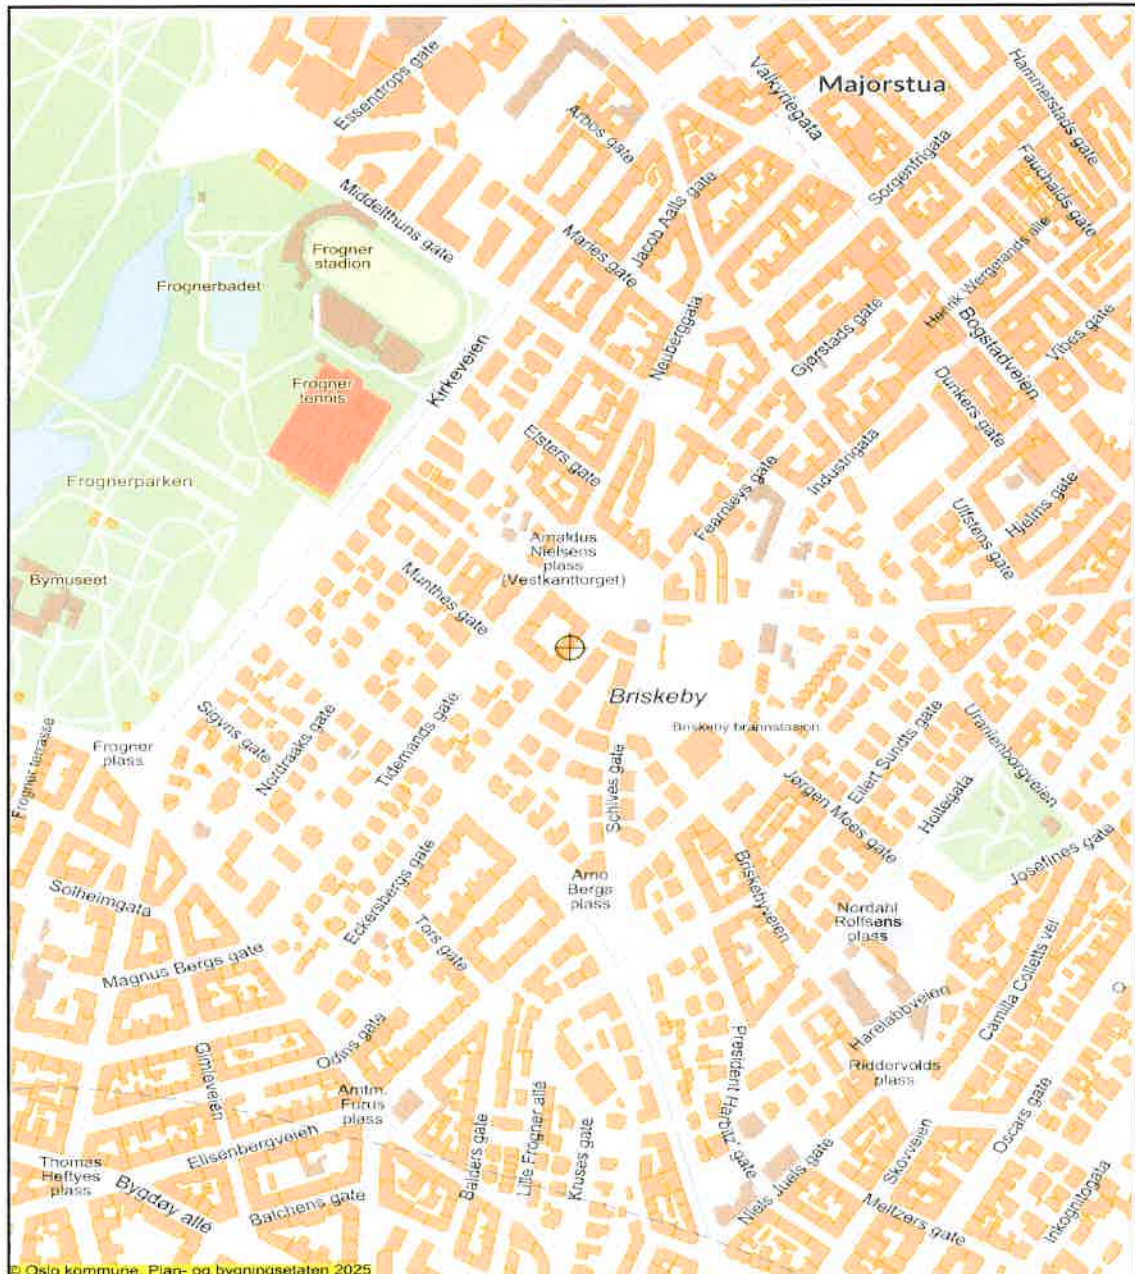 Essendrops gate
Majorstua
Valkyriegata
Hammerstads gate
Arbos gate
Sorgenfrigata
Fauchalds gate
Middelthuns gate
Jacob Aalls gate
Frogner
stadion
Maries gate
Henrik Wergelands allé
Frognerbadet
Neuberggata
Gjørstads gate
Bogstadveien
Vibes gate
Kirkeveien
Frogner
tennis
Dunkers gate
Elsters gate
Industrigata
Frognerparken
Fearnleys gate
Hjelms gate
Ulfstens gate
Arnaldus
Nielsens
plass
(Vestkanttorget)
Bymuseet
Munthes gate
Briskeby
Briskeby brannstasjon
Sigyns gate
Nordraaks gate
Tidemands gate
Eilert Sundts gate
Uranienborgveien
Frogner
plass
Frogner terrasse
Schives gate
Jørgen Moes gate
Holtegata
Josefines gate
Solheimgata
Eckersbergs gate
Arno
Bergs
plass
Briskebyveien
Nordahl
Rolfsens
plass
Tors gate
Magnus Bergs gate
Camilla Colletts vei
Harelabbveien
Odins gate
Gimleveien
President Harbitz' gate
Riddervolds
plass
Amtm.
Furus
plass
Oscars gate
Elisenbergveien
Balders gate
Lille Frogner allé
Kruses gate
Skovveien
Thomas
Heftyes
plass
Bygdøy allé
Balchens gate
Niels Juels gate
Meltzers gate
Inkognitogata
© Oslo kommune, Plan- og bygningsetaten 2025